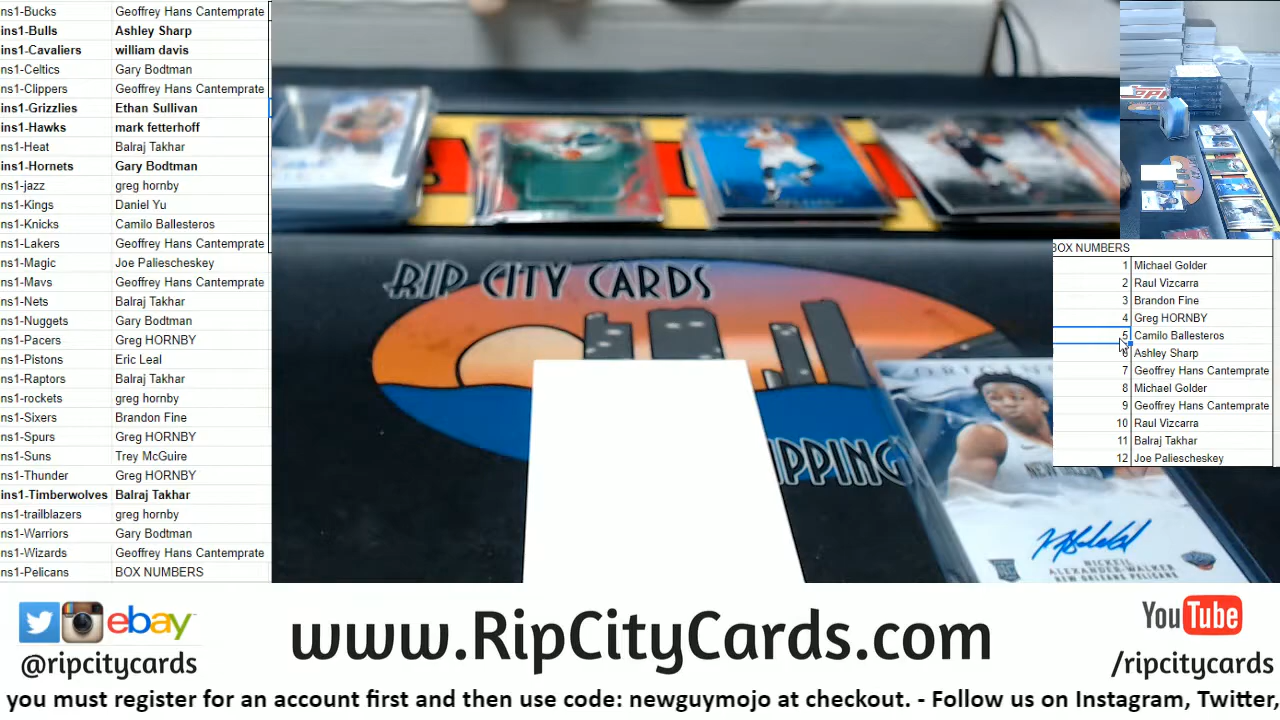 ns1-Bucks Geoffrey Hans Cantemprate
ins1-Bulls Ashley Sharp
ins1-Cavaliers william davis
ns1-Celtics Gary Bodtman
ns1-Clippers Geoffrey Hans Cantemprate
ins1-Grizzlies Ethan Sullivan
ins1-Hawks mark fetterhoff
ns1-Heat Balraj Takhar
ins1-Hornets Gary Bodtman
ns1-jazz greg hornby
ns1-Kings Daniel Yu
ns1-Knicks Camilo Ballesteros
ns1-Lakers Geoffrey Hans Cantemprate
ns1-Magic Joe Paliescheskey
ns1-Mavs Geoffrey Hans Cantemprate
ns1-Nets Balraj Takhar
ns1-Nuggets Gary Bodtman
ns1-Pacers Greg HORNBY
ns1-Pistons Eric Leal
ns1-Raptors Balraj Takhar
ns1-rockets greg hornby
ns1-Sixers Brandon Fine
ns1-Spurs Greg HORNBY
ns1-Suns Trey McGuire
ns1-Thunder Greg HORNBY
ins1-Timberwolves Balraj Takhar
ns1-trailblazers greg hornby
ns1-Warriors Gary Bodtman
ns1-Wizards Geoffrey Hans Cantemprate
ns1-Pelicans BOX NUMBERS
RIP CITY CARDS
IPPING
NICKEIL
ALEXANDER-WALKER
NEW ORLEANS PELICANS
BOX NUMBERS
1 Michael Golder
2 Raul Vizcarra
3 Brandon Fine
4 Greg HORNBY
5 Camilo Ballesteros
6 Ashley Sharp
7 Geoffrey Hans Cantemprate
8 Michael Golder
9 Geoffrey Hans Cantemprate
10 Raul Vizcarra
11 Balraj Takhar
12 Joe Paliescheskey
ebay
@ripcitycards
www.RipCityCards.com
YouTube
/ripcitycards
you must register for an account first and then use code: newguymojo at checkout. - Follow us on Instagram, Twitter,